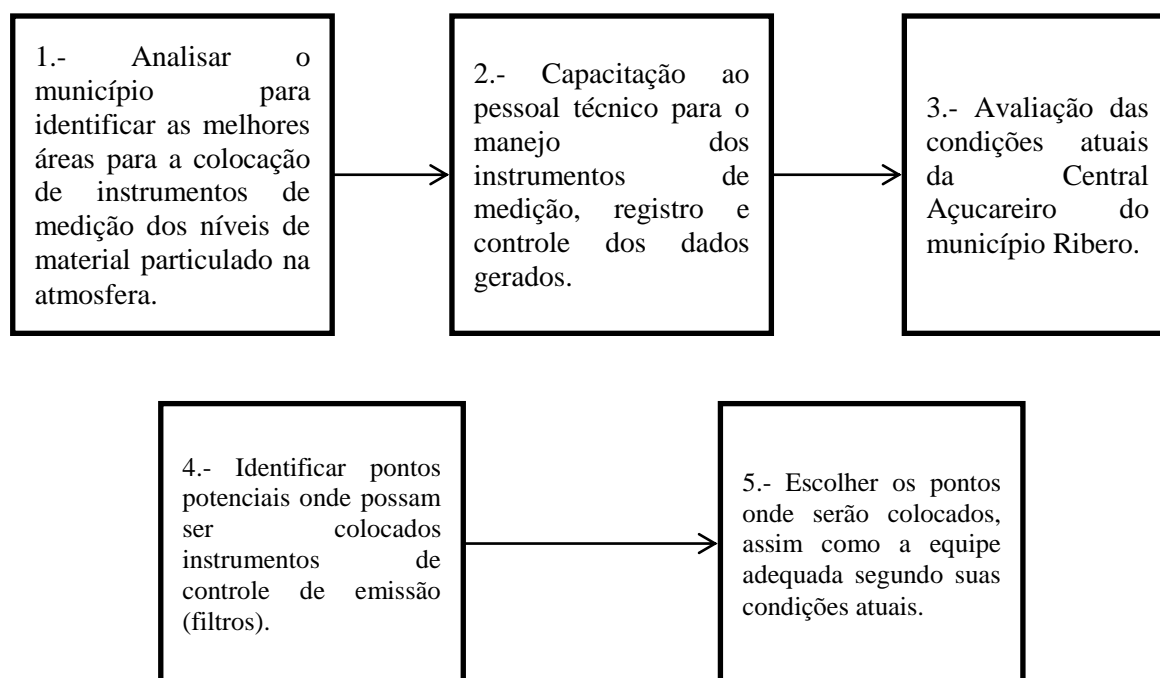 1.- Analisar o
município para
identificar as melhores
áreas para a colocação
de instrumentos de
medição dos níveis de
material particulado na
atmosfera.
2.- Capacitação ao
pessoal técnico para o
manejo dos
instrumentos de
medição, registro e
controle dos dados
gerados.
3.- Avaliação das
condições atuais
da Central
Açucareiro do
município Ribero.
4.- Identificar pontos
potenciais onde possam
ser colocados
instrumentos de
controle de emissão
(filtros).
5.- Escolher os pontos
onde serão colocados,
assim como a equipe
adequada segundo suas
condições atuais.